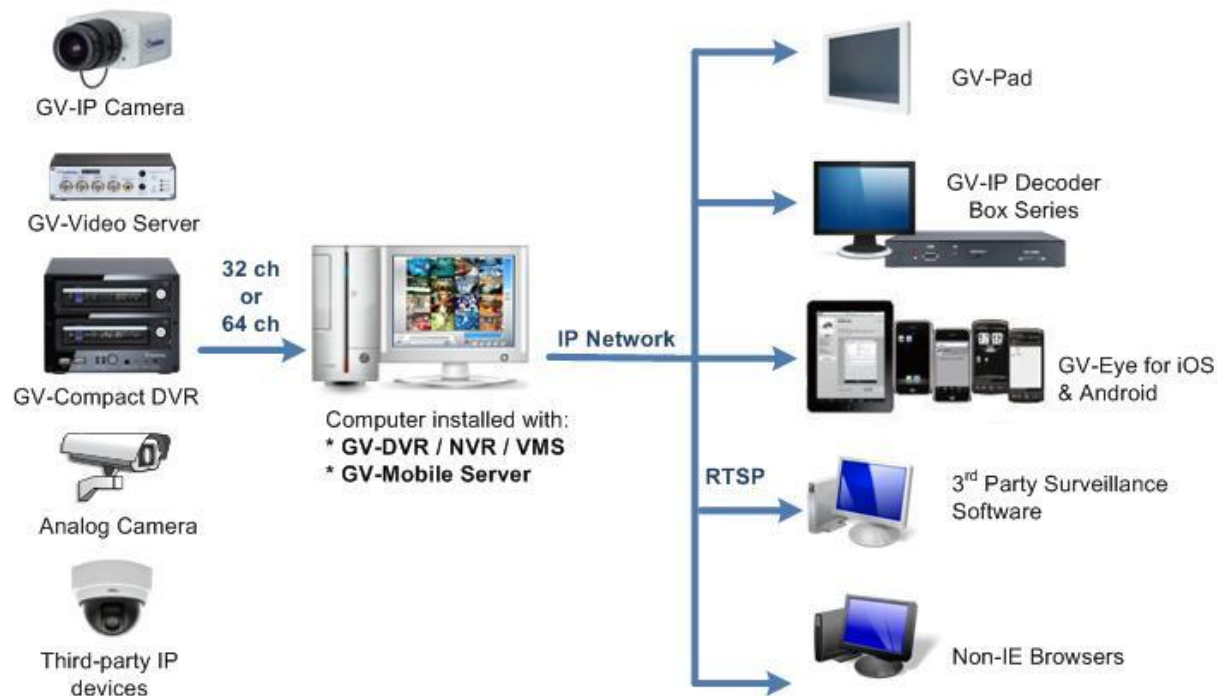 GV-IP Camera
GV-Video Server
GV-Compact DVR
Analog Camera
Third-party IP
devices
32 ch
or
64 ch
Computer installed with:
* GV-DVR / NVR / VMS
* GV-Mobile Server
IP Network
RTSP
GV-Pad
GV-IP Decoder
Box Series
GV-Eye for iOS
& Android
3rd Party Surveillance
Software
Non-IE Browsers